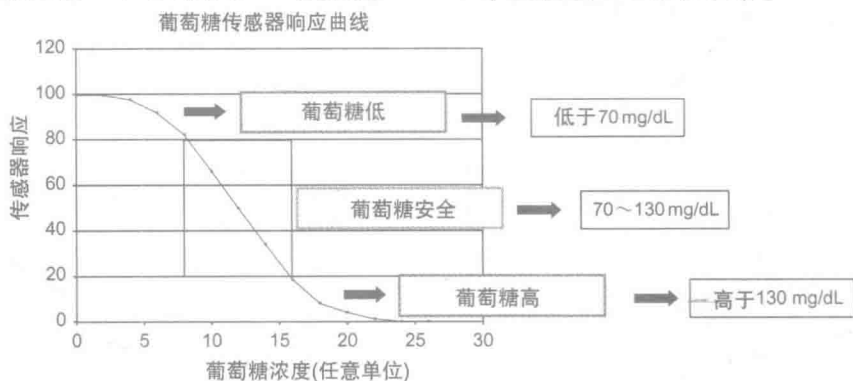 葡萄糖传感器响应曲线
120
100
80
60
40
20
0
传感器响应
葡萄糖低
低于70 mg/dL
葡萄糖安全
70～130 mg/dL
葡萄糖高
高于130 mg/dL
0 5 10 15 20 25 30
葡萄糖浓度(任意单位)